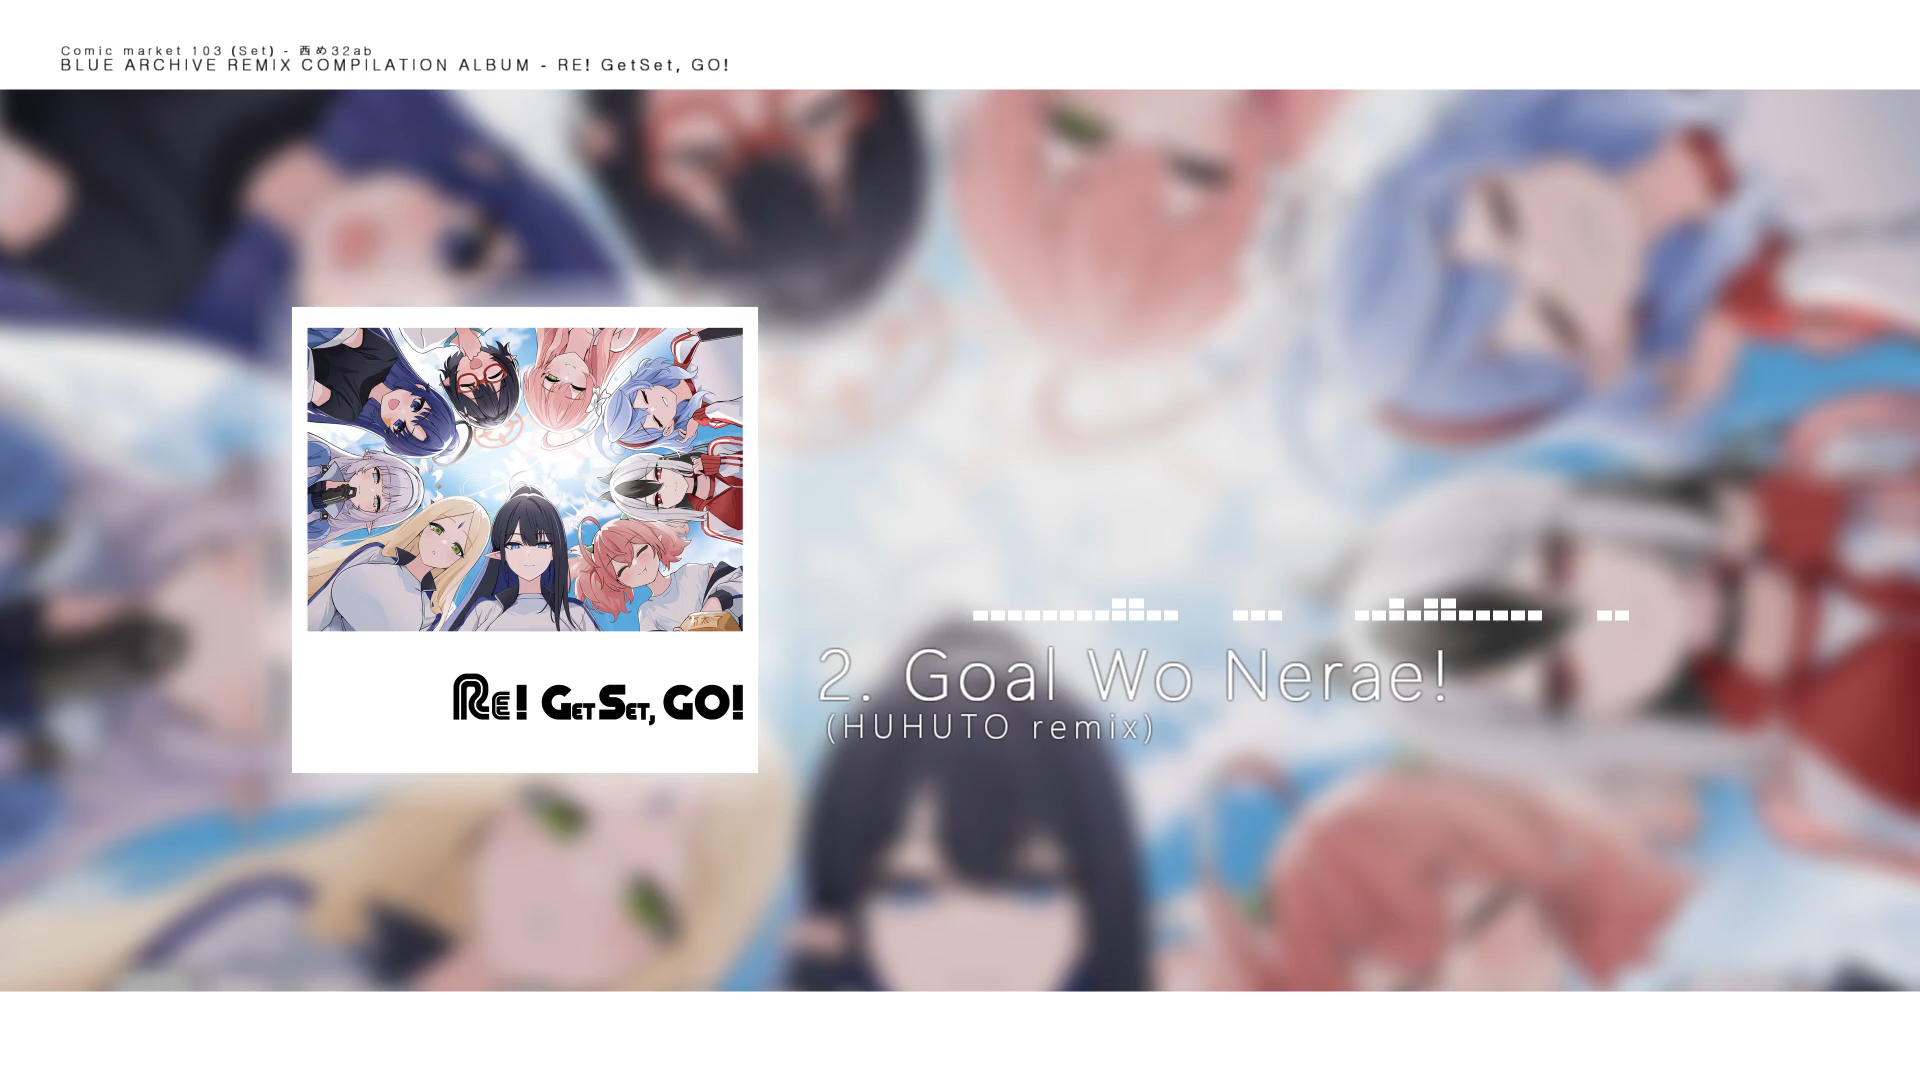 Comic market 103 (Set) - 西め32ab
BLUE ARCHIVE REMIX COMPILATION ALBUM - RE! GetSet, GO!
RE! GETSET, GO!
2. Goal Wo Nerae!
(HUHUTO remix)